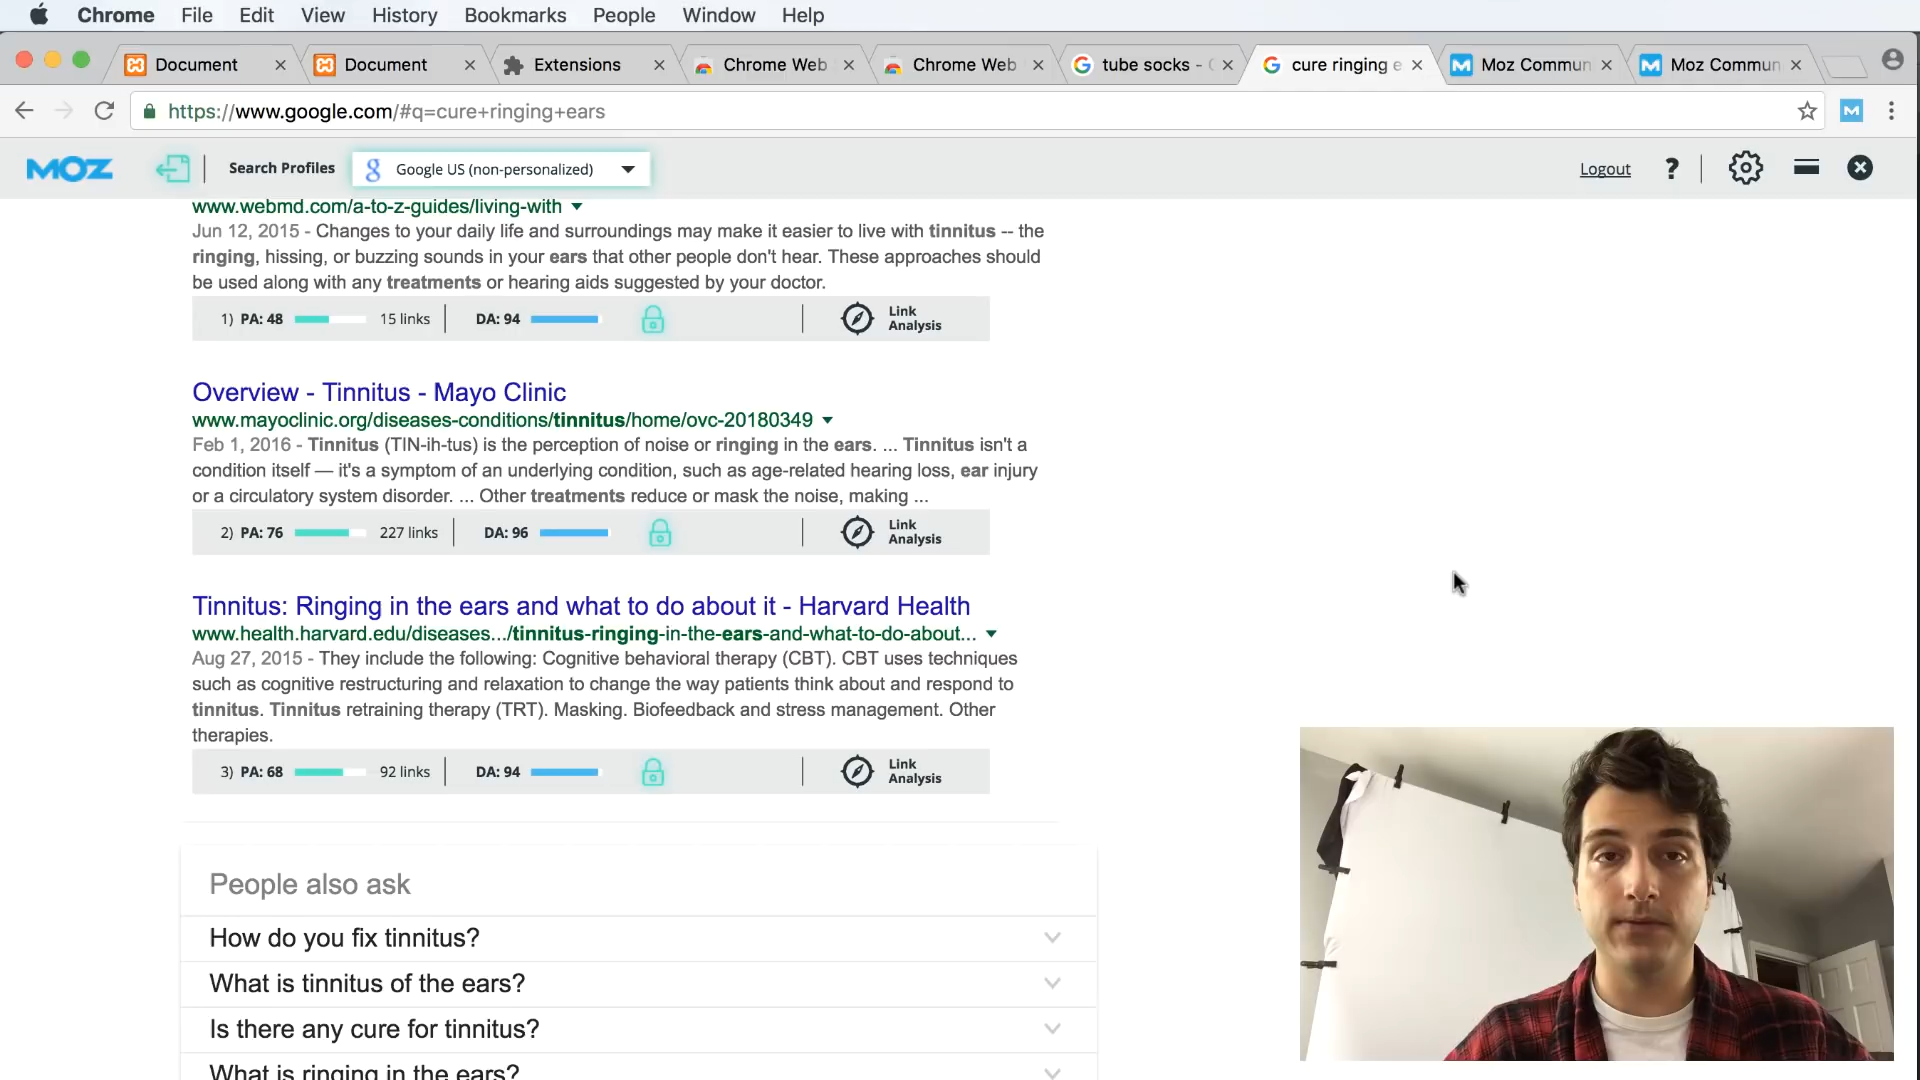 Chrome File Edit View History Bookmarks People Window Help
Document Document Extensions Chrome Web Chrome Web tube socks - cure ringing e Moz Commun Moz Commun
https://www.google.com/#q=cure+ringing+ears
MOZ Search Profiles Google US (non-personalized) Logout ?
www.webmd.com/a-to-z-guides/living-with
Jun 12, 2015 - Changes to your daily life and surroundings may make it easier to live with tinnitus -- the
ringing, hissing, or buzzing sounds in your ears that other people don't hear. These approaches should
be used along with any treatments or hearing aids suggested by your doctor.
1) PA: 48 15 links DA: 94 Link Analysis
Overview - Tinnitus - Mayo Clinic
www.mayoclinic.org/diseases-conditions/tinnitus/home/ovc-20180349
Feb 1, 2016 - Tinnitus (TIN-ih-tus) is the perception of noise or ringing in the ears. ... Tinnitus isn't a
condition itself — it's a symptom of an underlying condition, such as age-related hearing loss, ear injury
or a circulatory system disorder. ... Other treatments reduce or mask the noise, making ...
2) PA: 76 227 links DA: 96 Link Analysis
Tinnitus: Ringing in the ears and what to do about it - Harvard Health
www.health.harvard.edu/diseases.../tinnitus-ringing-in-the-ears-and-what-to-do-about...
Aug 27, 2015 - They include the following: Cognitive behavioral therapy (CBT). CBT uses techniques
such as cognitive restructuring and relaxation to change the way patients think about and respond to
tinnitus. Tinnitus retraining therapy (TRT). Masking. Biofeedback and stress management. Other
therapies.
3) PA: 68 92 links DA: 94 Link Analysis
People also ask
How do you fix tinnitus?
What is tinnitus of the ears?
Is there any cure for tinnitus?
What is ringing in the ears?